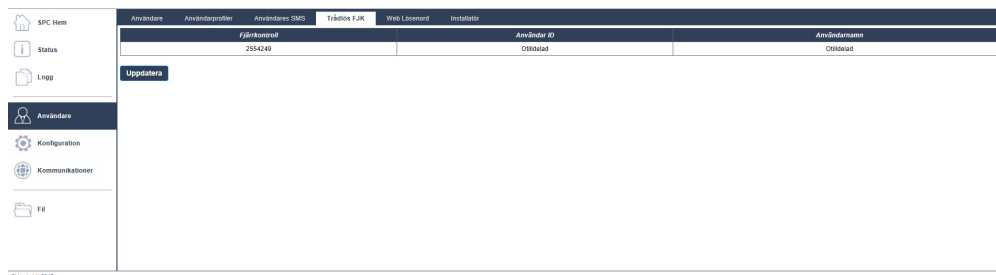 SPC Hem
Status
Logg
Användare
Konfiguration
Kommunikationer
Fil
Användare Användarprofiler Användares SMS Trådlös FJK Web Lösenord Installatör
Fjärrkontroll Användar ID Användarnamn
2554249 Otilldelad Otilldelad
Uppdatera